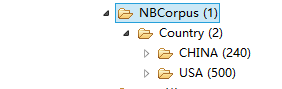 NBCorpus (1)
Country (2)
CHINA (240)
USA (500)